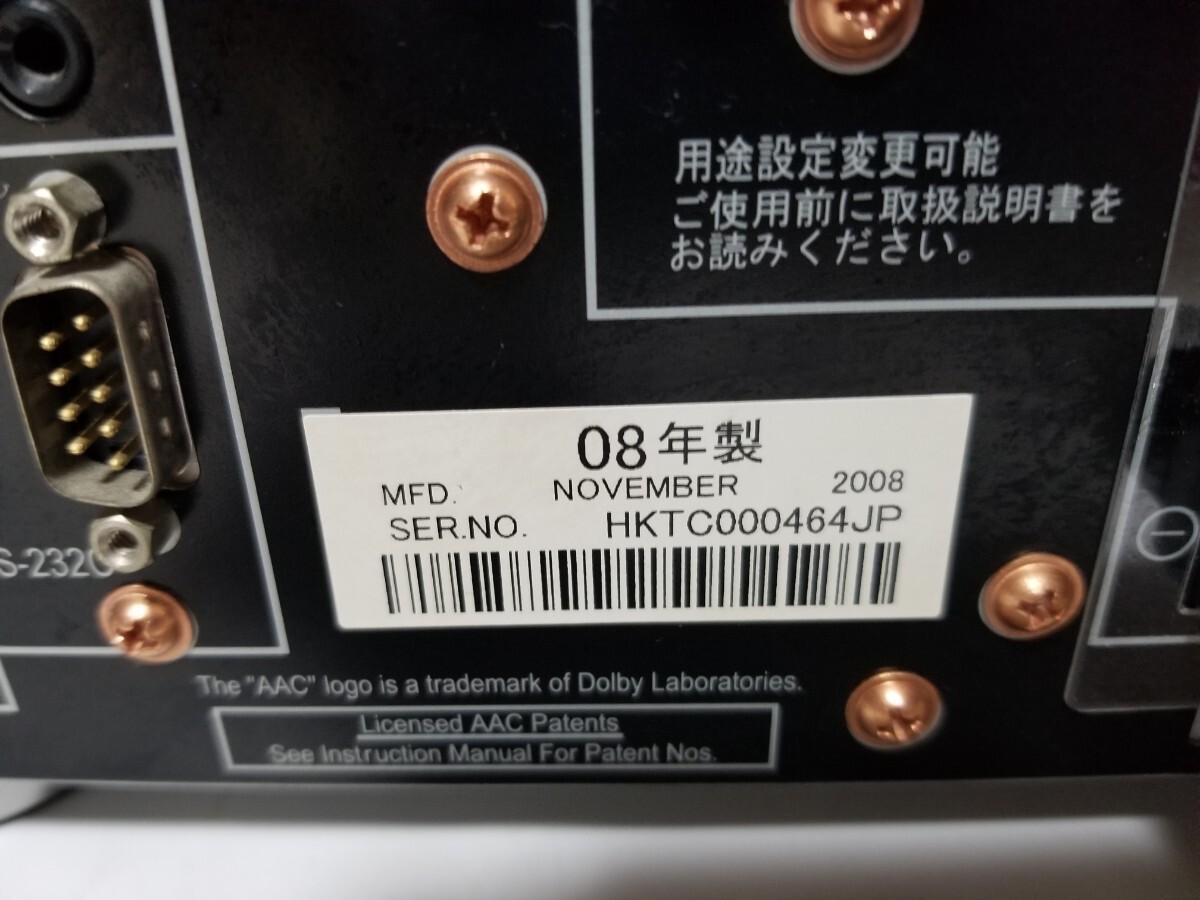 用途設定変更可能
ご使用前に取扱説明書を
お読みください。
08年製
MFD. NOVEMBER 2008
SER.NO. HKTC000464JP
S-232C
The "AAC" logo is a trademark of Dolby Laboratories.
Licensed AAC Patents
See Instruction Manual For Patent Nos.